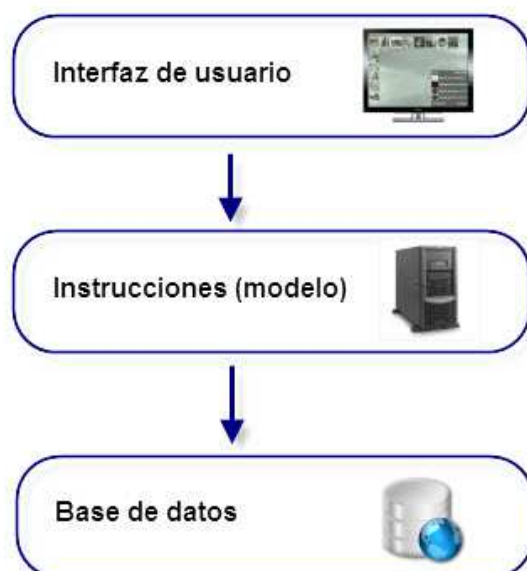 Interfaz de usuario
Instrucciones (modelo)
Base de datos